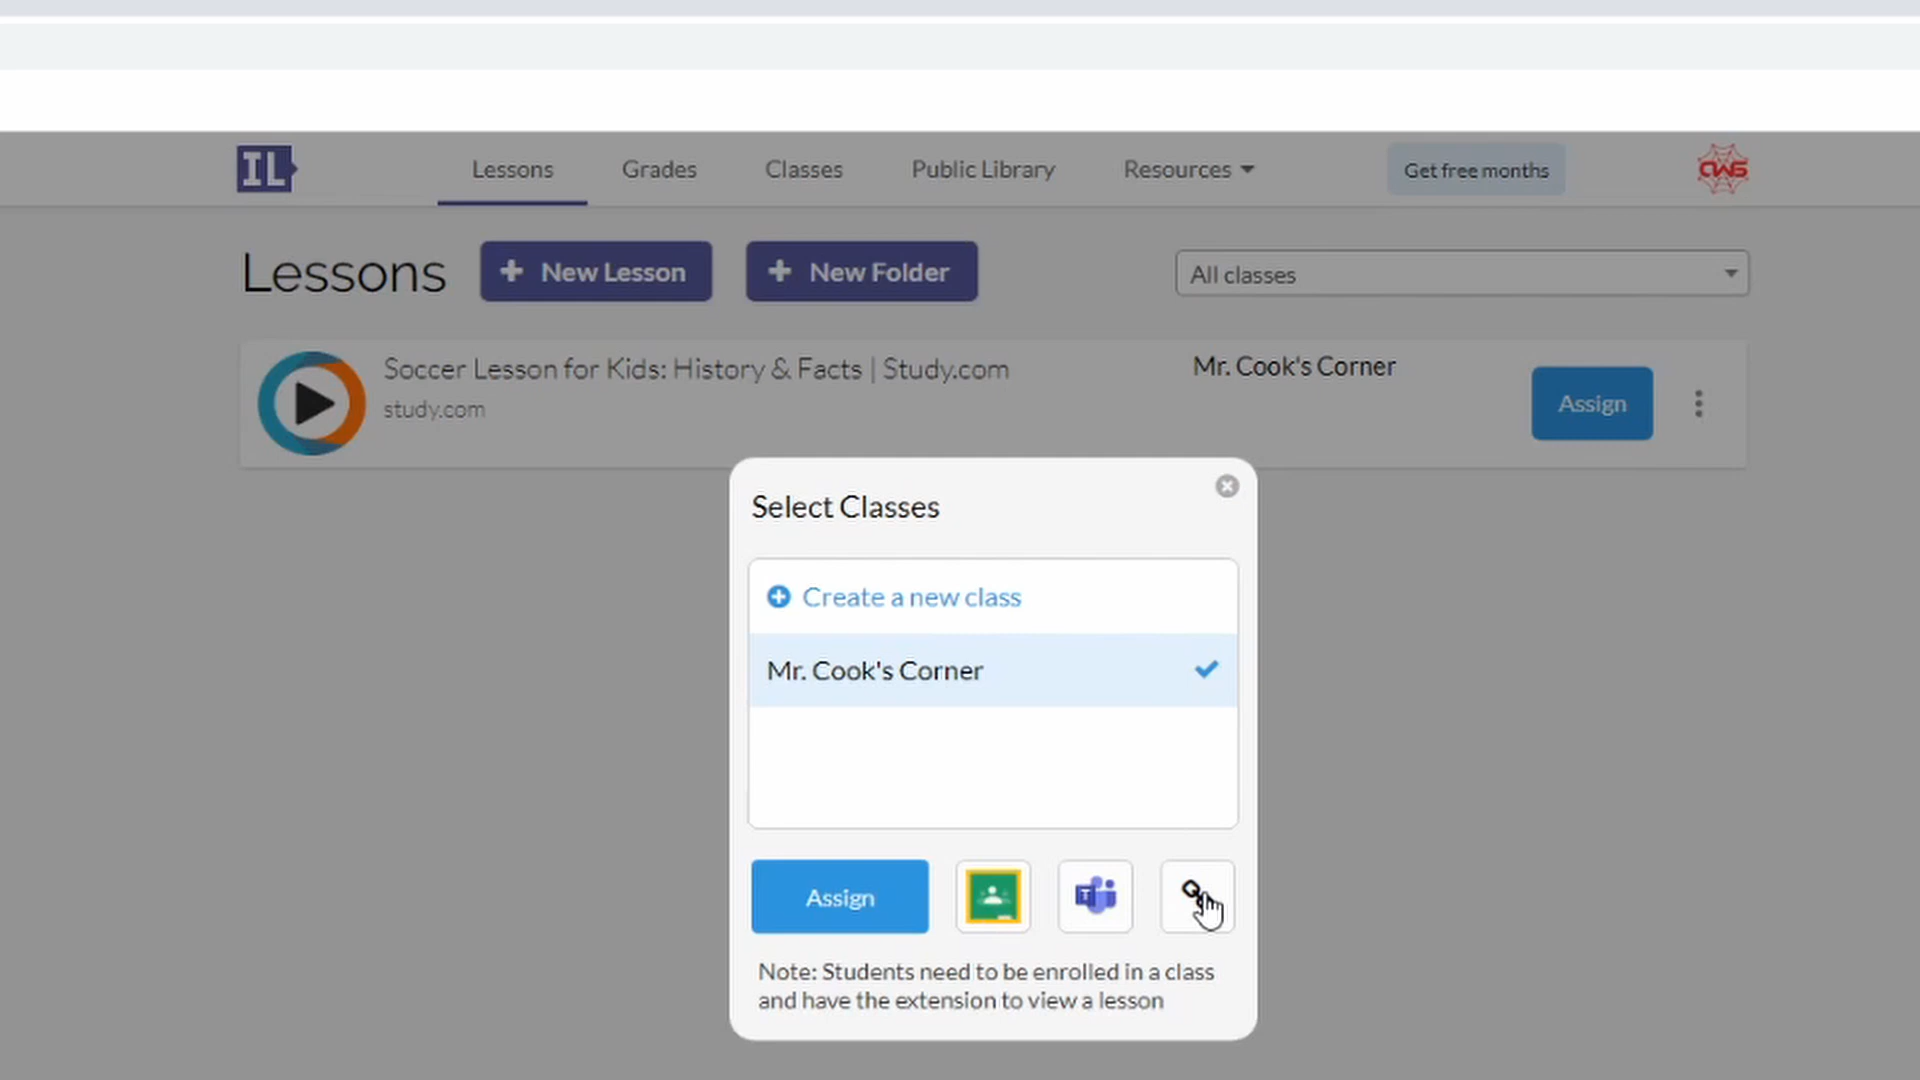 IL
Lessons
Grades
Classes
Public Library
Resources
Get free months
CWG
Lessons
New Lesson
New Folder
All classes
Soccer Lesson for Kids: History & Facts | Study.com
study.com
Mr. Cook's Corner
Assign
Select Classes
Create a new class
Mr. Cook's Corner
Assign
T
Note: Students need to be enrolled in a class
and have the extension to view a lesson